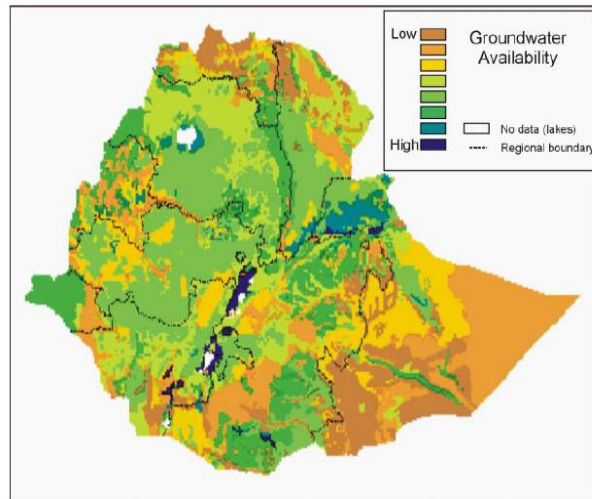 Groundwater
Availability
Low
High
No data (lakes)
Regional boundary